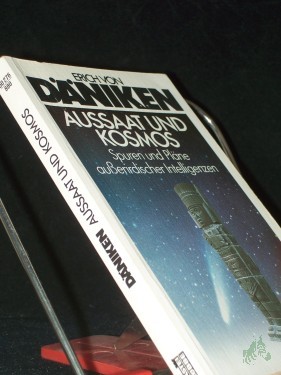 ERICH VON
DÄNIKEN
AUSSAAT UND
KOSMOS
Spuren und Pläne
außerirdischer Intelligenzen
DÄNIKEN AUSSAAT UND KOSMOS